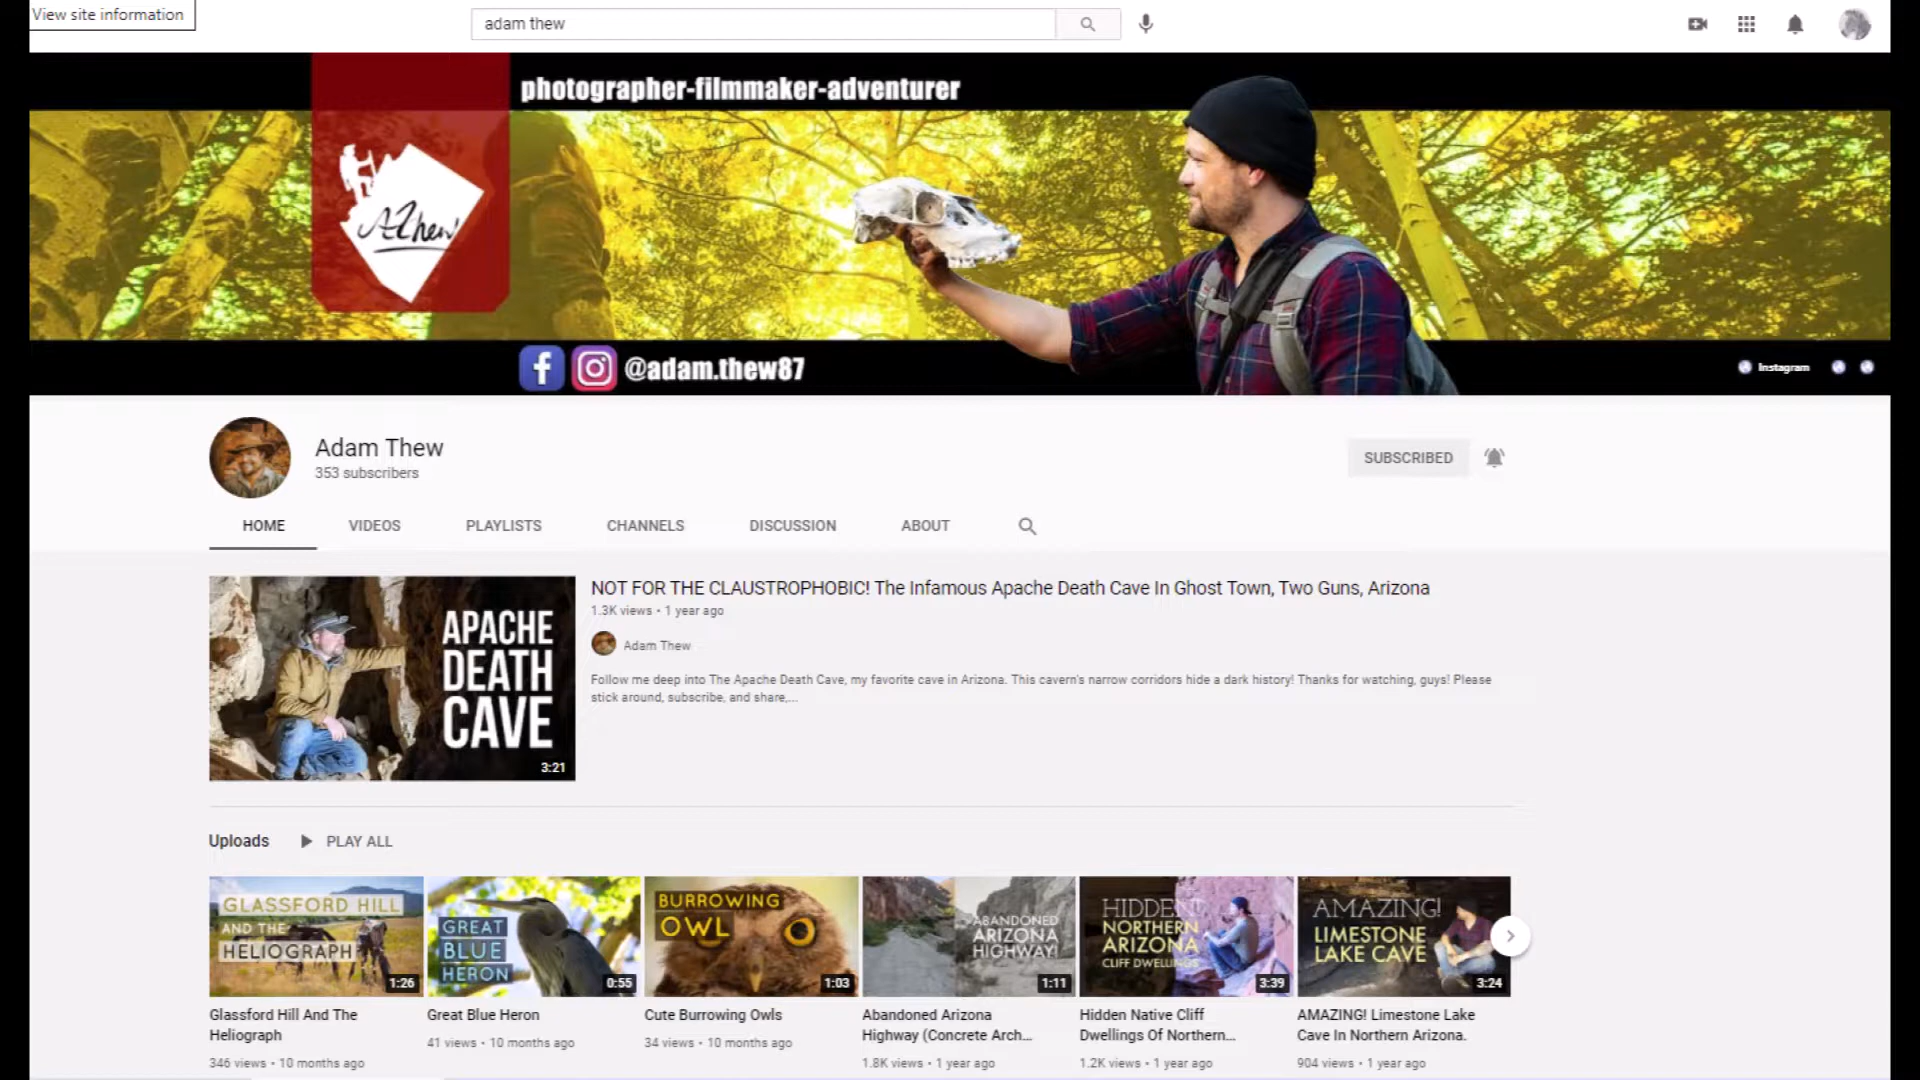 View site information
adam thew
photographer-filmmaker-adventurer
AThew
@adam.thew87
Instagram
Adam Thew
353 subscribers
SUBSCRIBED
HOME VIDEOS PLAYLISTS CHANNELS DISCUSSION ABOUT
APACHE
DEATH
CAVE
3:21
NOT FOR THE CLAUSTROPHOBIC! The Infamous Apache Death Cave In Ghost Town, Two Guns, Arizona
1.3K views • 1 year ago
Adam Thew
Follow me deep into The Apache Death Cave, my favorite cave in Arizona. This cavern's narrow corridors hide a dark history! Thanks for watching, guys! Please
stick around, subscribe, and share,...
Uploads PLAY ALL
GLASSFORD HILL
AND THE
HELIOGRAPH
1:26
Glassford Hill And The
Heliograph
346 views • 10 months ago
GREAT
BLUE
HERON
0:55
Great Blue Heron
41 views • 10 months ago
BURROWING
OWL
1:03
Cute Burrowing Owls
34 views • 10 months ago
ABANDONED
ARIZONA
HIGHWAY!
1:11
Abandoned Arizona
Highway (Concrete Arch...
1.8K views • 1 year ago
HIDDEN
NORTHERN
ARIZONA
CLIFF DWELLINGS
3:39
Hidden Native Cliff
Dwellings Of Northern...
1.2K views • 1 year ago
AMAZING!
LIMESTONE
LAKE CAVE
3:24
AMAZING! Limestone Lake
Cave In Northern Arizona.
904 views • 1 year ago